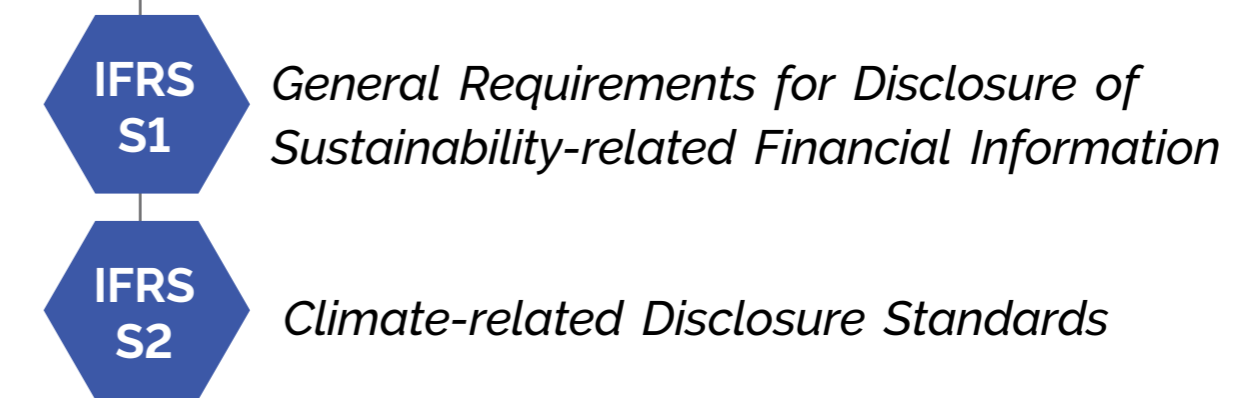 IFRS
S1
General Requirements for Disclosure of
Sustainability-related Financial Information
IFRS
S2
Climate-related Disclosure Standards